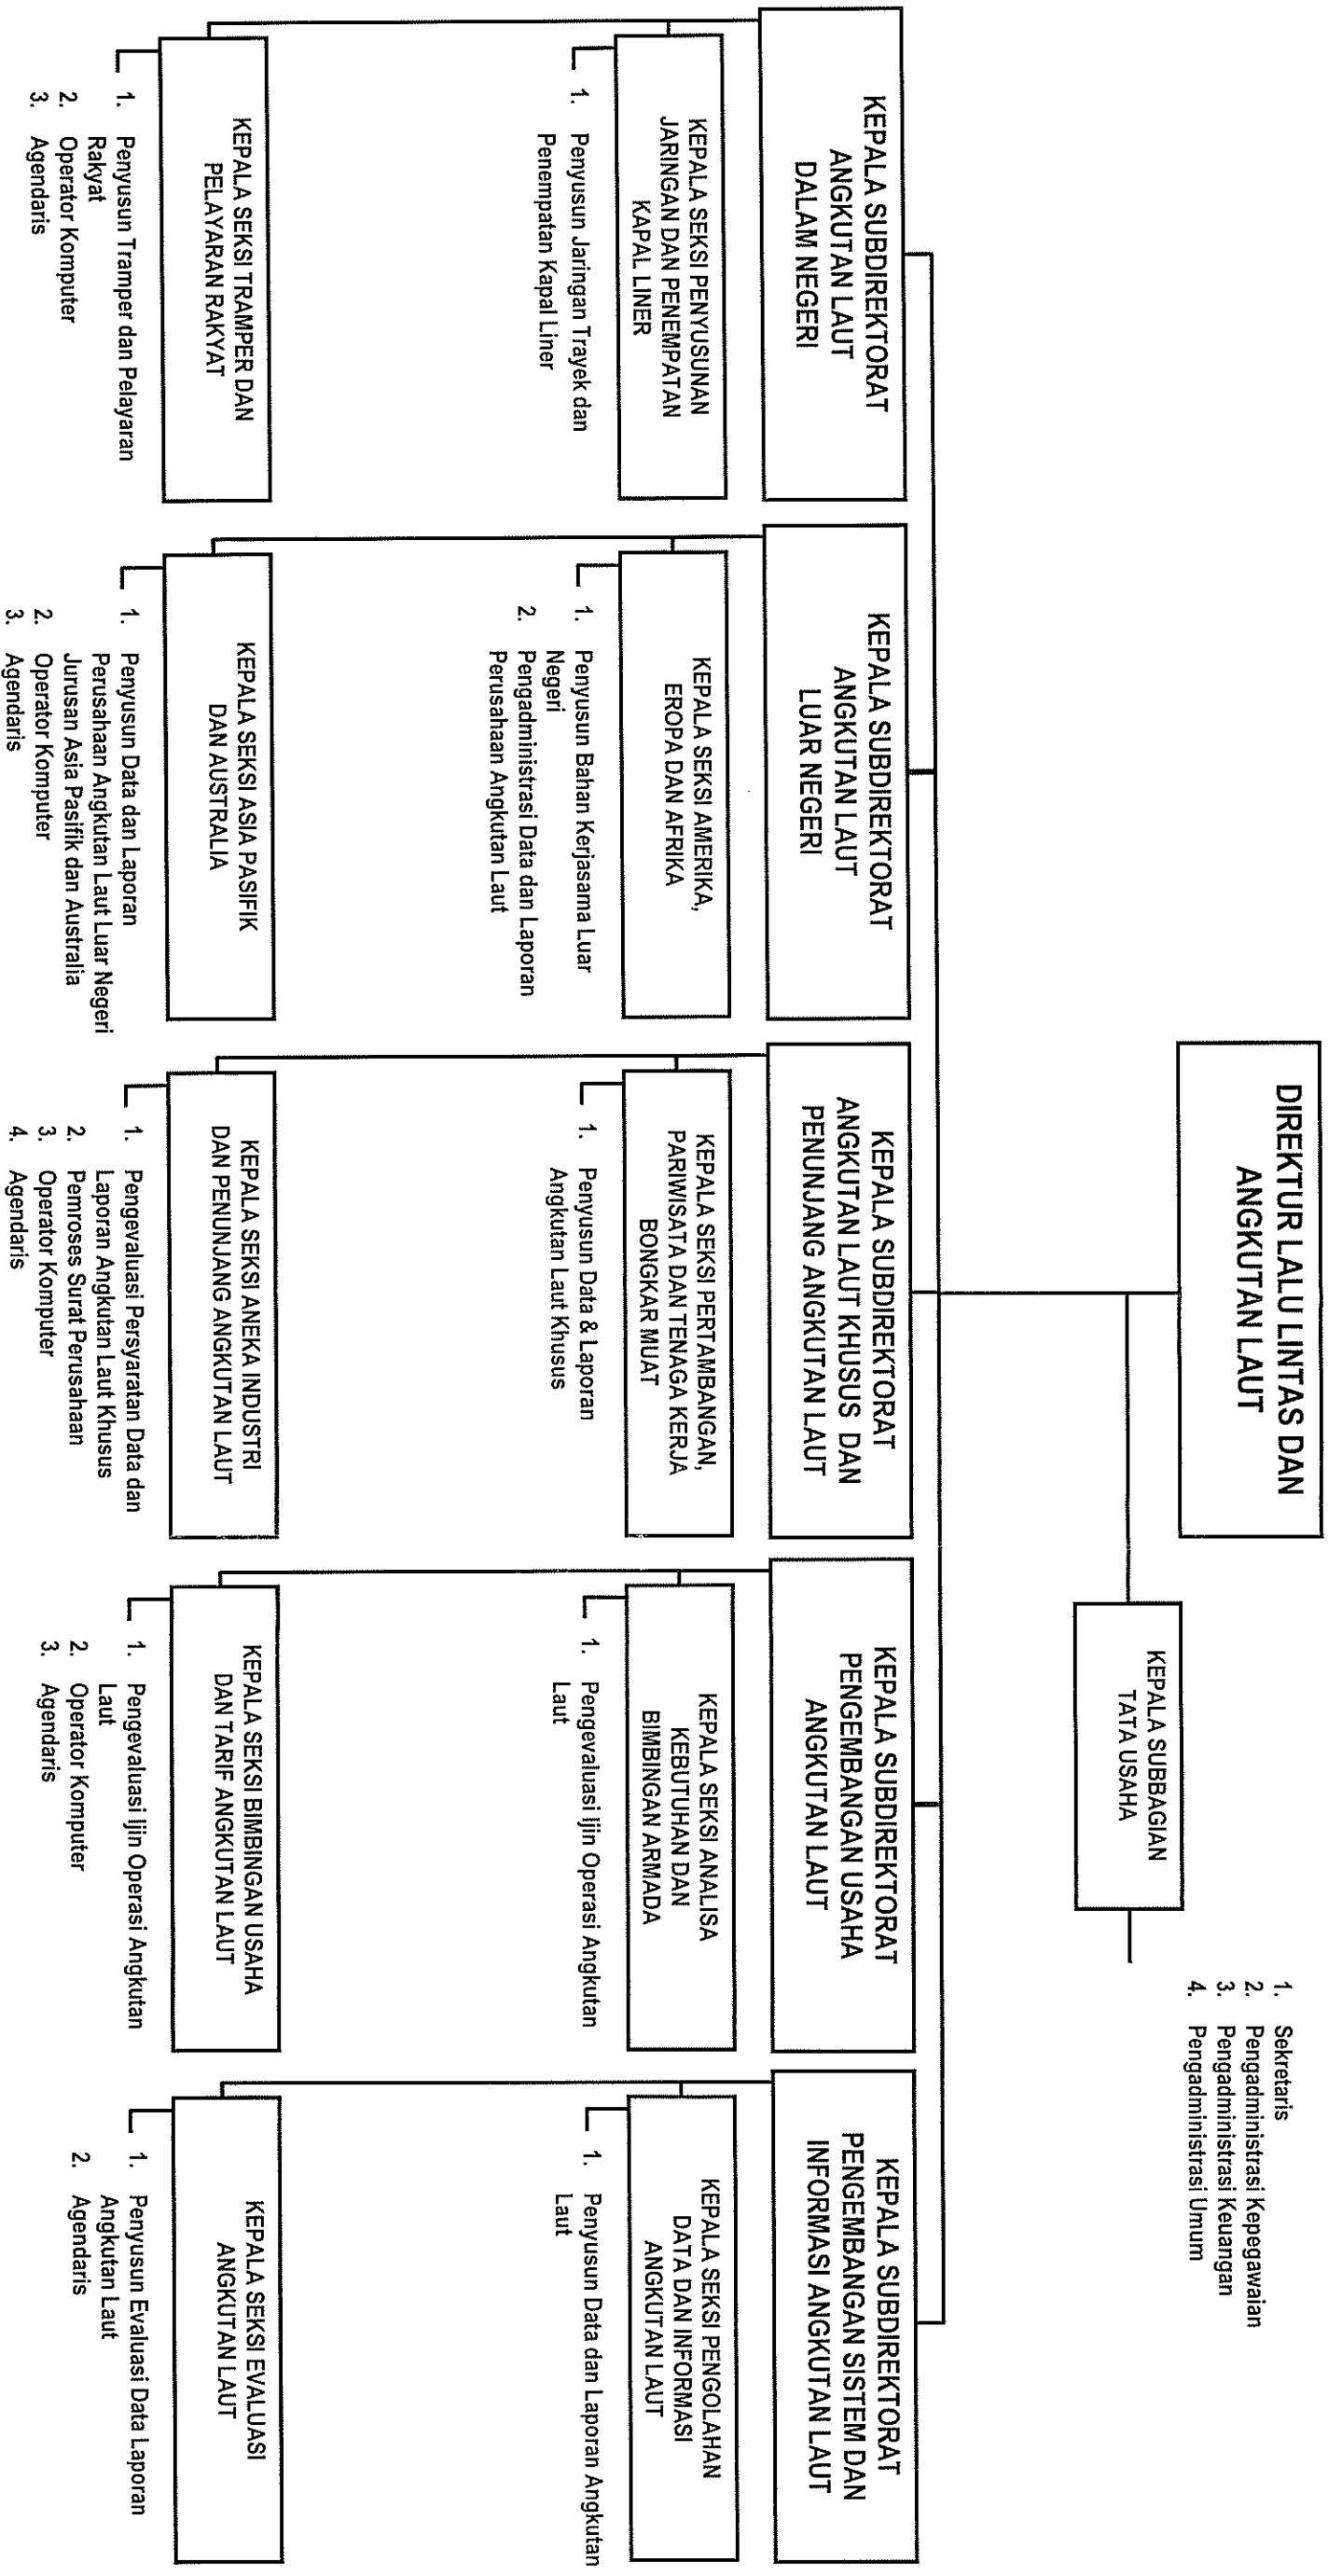 DIREKTUR LALU LINTAS DAN
ANGKUTAN LAUT
KEPALA SUBBAGIAN
TATA USAHA
1. Sekretaris
2. Pengadministrasi Kepegawaian
3. Pengadministrasi Keuangan
4. Pengadministrasi Umum
KEPALA SUBDIREKTORAT
ANGKUTAN LAUT
DALAM NEGERI
KEPALA SEKSI PENYUSUNAN
JARINGAN DAN PENEMPATAN
KAPAL LINER
1. Penyusun Jaringan Trayek dan
Penempatan Kapal Liner
KEPALA SEKSI TRAMPER DAN
PELAYARAN RAKYAT
1. Penyusun Tramper dan Pelayaran
Rakyat
2. Operator Komputer
3. Agendaris
KEPALA SUBDIREKTORAT
ANGKUTAN LAUT
LUAR NEGERI
KEPALA SEKSI AMERIKA,
EROPA DAN AFRIKA
1. Penyusun Bahan Kerjasama Luar
Negeri
2. Pengadministrasi Data dan Laporan
Perusahaan Angkutan Laut
KEPALA SEKSI ASIA PASIFIK
DAN AUSTRALIA
1. Penyusun Data dan Laporan
Perusahaan Angkutan Laut Luar Negeri
Jurusan Asia Pasifik dan Australia
2. Operator Komputer
3. Agendaris
KEPALA SUBDIREKTORAT
ANGKUTAN LAUT KHUSUS DAN
PENUNJANG ANGKUTAN LAUT
KEPALA SEKSI PERTAMBANGAN,
PARIWISATA DAN TENAGA KERJA
BONGKAR MUAT
1. Penyusun Data & Laporan
Angkutan Laut Khusus
KEPALA SEKSI ANEKA INDUSTRI
DAN PENUNJANG ANGKUTAN LAUT
1. Pengevaluasi Persyaratan Data dan
Laporan Angkutan Laut Khusus
2. Pemroses Surat Perusahaan
3. Operator Komputer
4. Agendaris
KEPALA SUBDIREKTORAT
PENGEMBANGAN USAHA
ANGKUTAN LAUT
KEPALA SEKSI ANALISA
KEBUTUHAN DAN
BIMBINGAN ARMADA
1. Pengevaluasi Ijin Operasi Angkutan
Laut
KEPALA SEKSI BIMBINGAN USAHA
DAN TARIF ANGKUTAN LAUT
1. Pengevaluasi Ijin Operasi Angkutan
Laut
2. Operator Komputer
3. Agendaris
KEPALA SUBDIREKTORAT
PENGEMBANGAN SISTEM DAN
INFORMASI ANGKUTAN LAUT
KEPALA SEKSI PENGOLAHAN
DATA DAN INFORMASI
ANGKUTAN LAUT
1. Penyusun Data dan Laporan Angkutan
Laut
KEPALA SEKSI EVALUASI
ANGKUTAN LAUT
1. Penyusun Evaluasi Data Laporan
Angkutan Laut
2. Agendaris